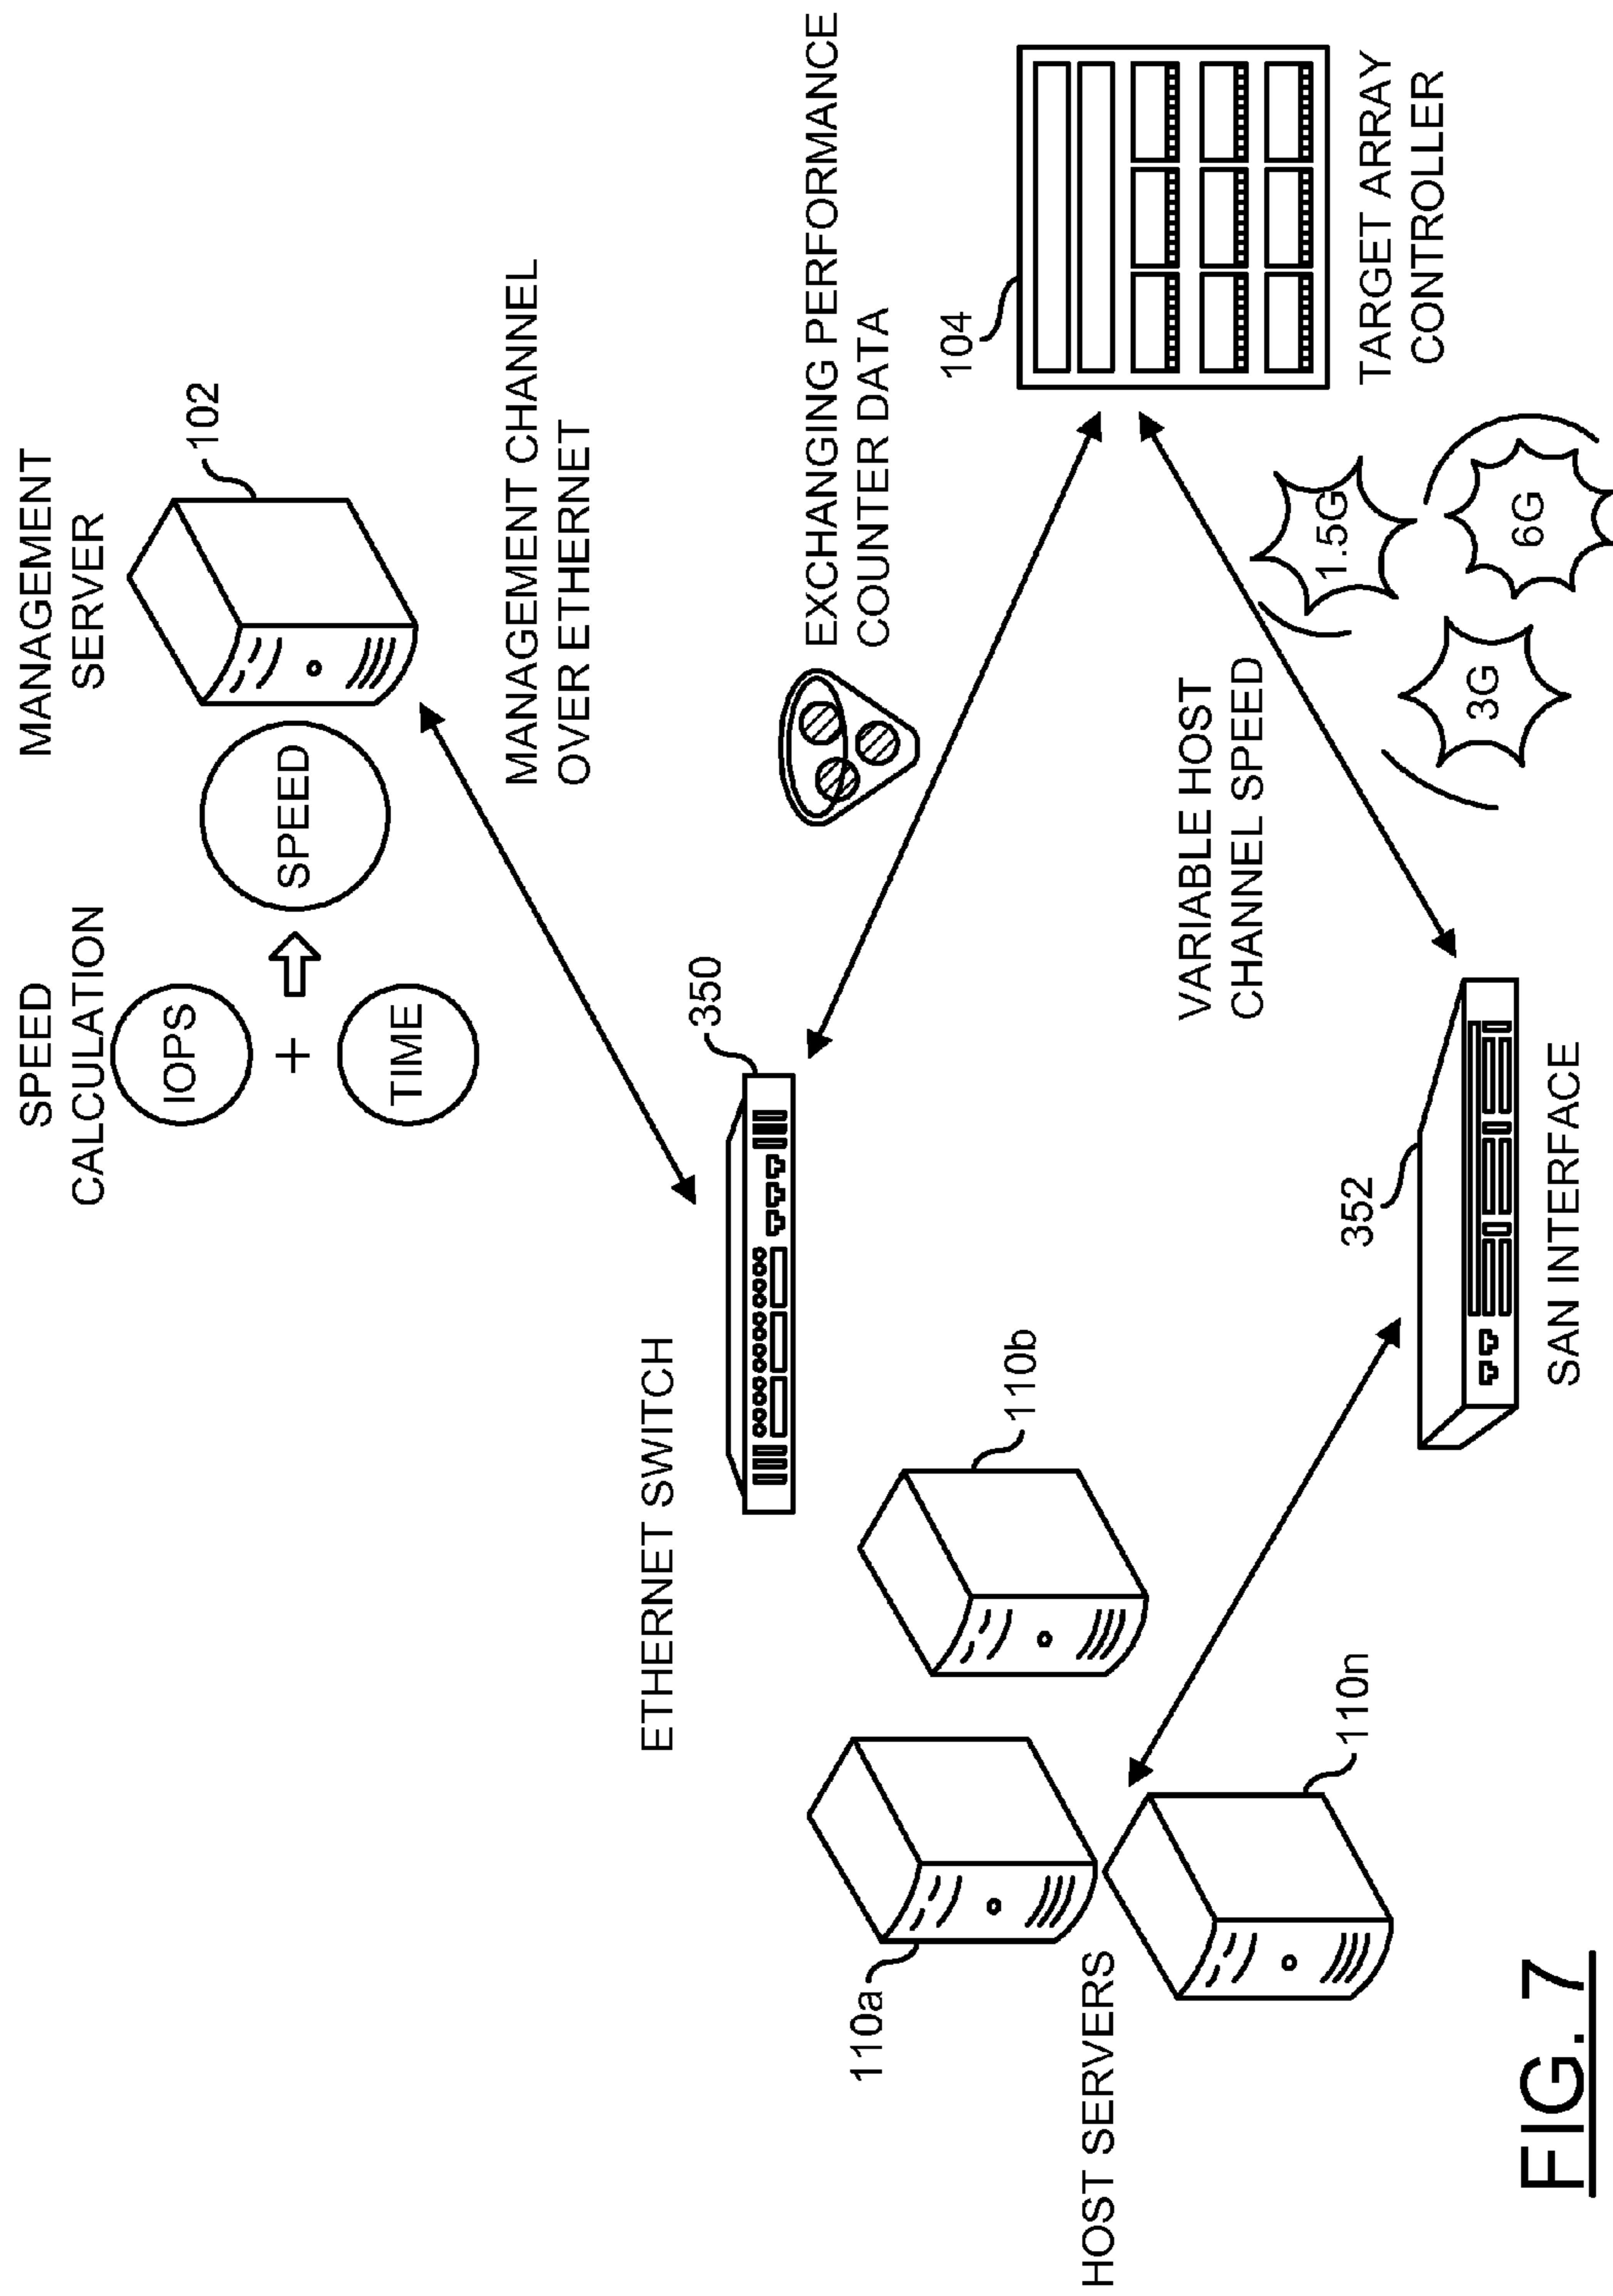 SPEED
CALCULATION
IOPS
+
TIME
SPEED
MANAGEMENT
SERVER
102
MANAGEMENT CHANNEL
OVER ETHERNET
ETHERNET SWITCH
350
EXCHANGING PERFORMANCE
COUNTER DATA
104
TARGET ARRAY
CONTROLLER
VARIABLE HOST
CHANNEL SPEED
1.5G
3G
6G
110a
110b
110n
HOST SERVERS
352
SAN INTERFACE
FIG. 7